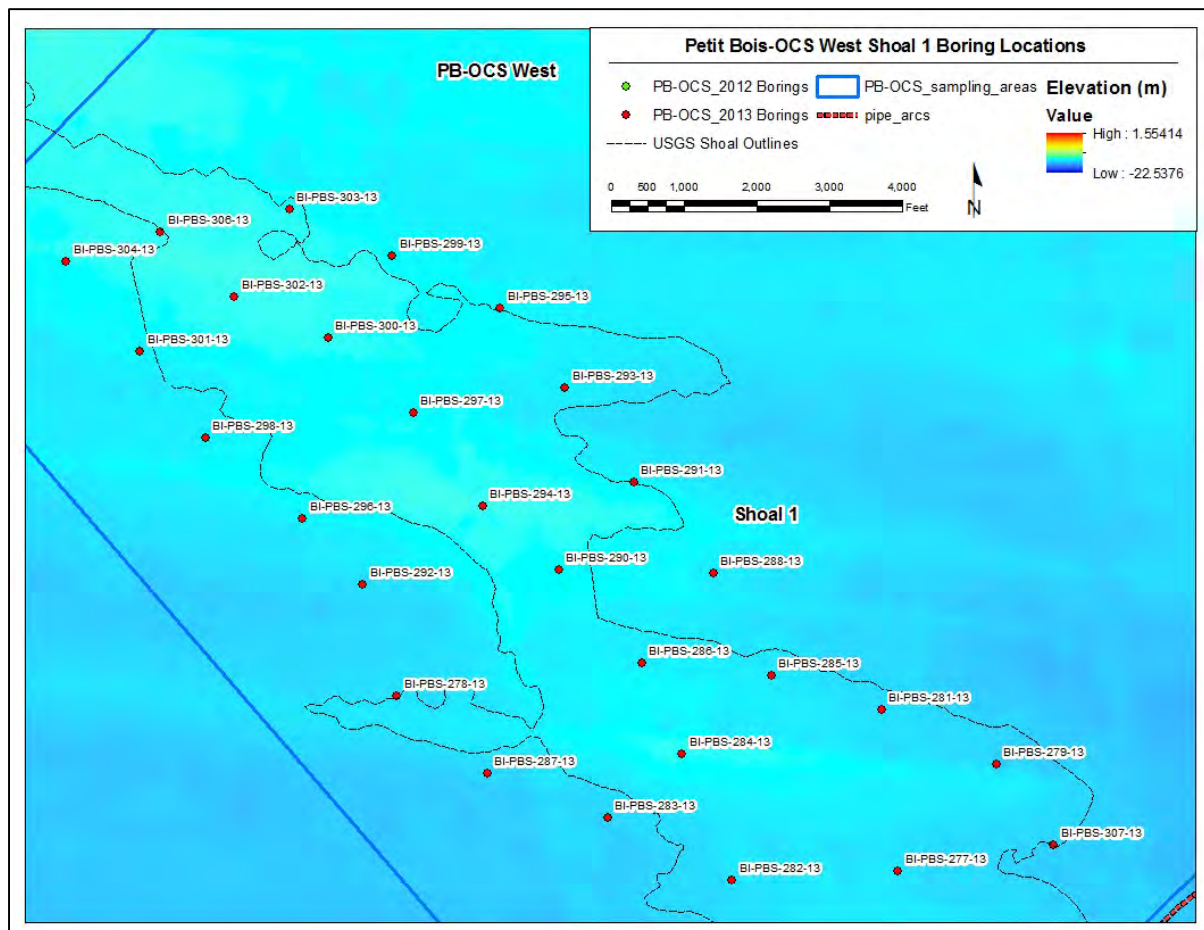 Petit Bois-OCS West Shoal 1 Boring Locations
PB-OCS_2012 Borings
PB-OCS_sampling_areas
Elevation (m)
PB-OCS_2013 Borings
pipe_arcs
Value
High : 1.55414
USGS Shoal Outlines
Low : -22.5376
0 500 1,000 2,000 3,000 4,000
Feet
N
PB-OCS West
BI-PBS-303-13
BI-PBS-306-13
BI-PBS-299-13
BI-PBS-304-13
BI-PBS-302-13
BI-PBS-295-13
BI-PBS-300-13
BI-PBS-301-13
BI-PBS-293-13
BI-PBS-297-13
BI-PBS-298-13
BI-PBS-291-13
BI-PBS-294-13
BI-PBS-296-13
Shoal 1
BI-PBS-290-13
BI-PBS-288-13
BI-PBS-292-13
BI-PBS-286-13
BI-PBS-285-13
BI-PBS-278-13
BI-PBS-281-13
BI-PBS-284-13
BI-PBS-279-13
BI-PBS-287-13
BI-PBS-283-13
BI-PBS-307-13
BI-PBS-277-13
BI-PBS-282-13